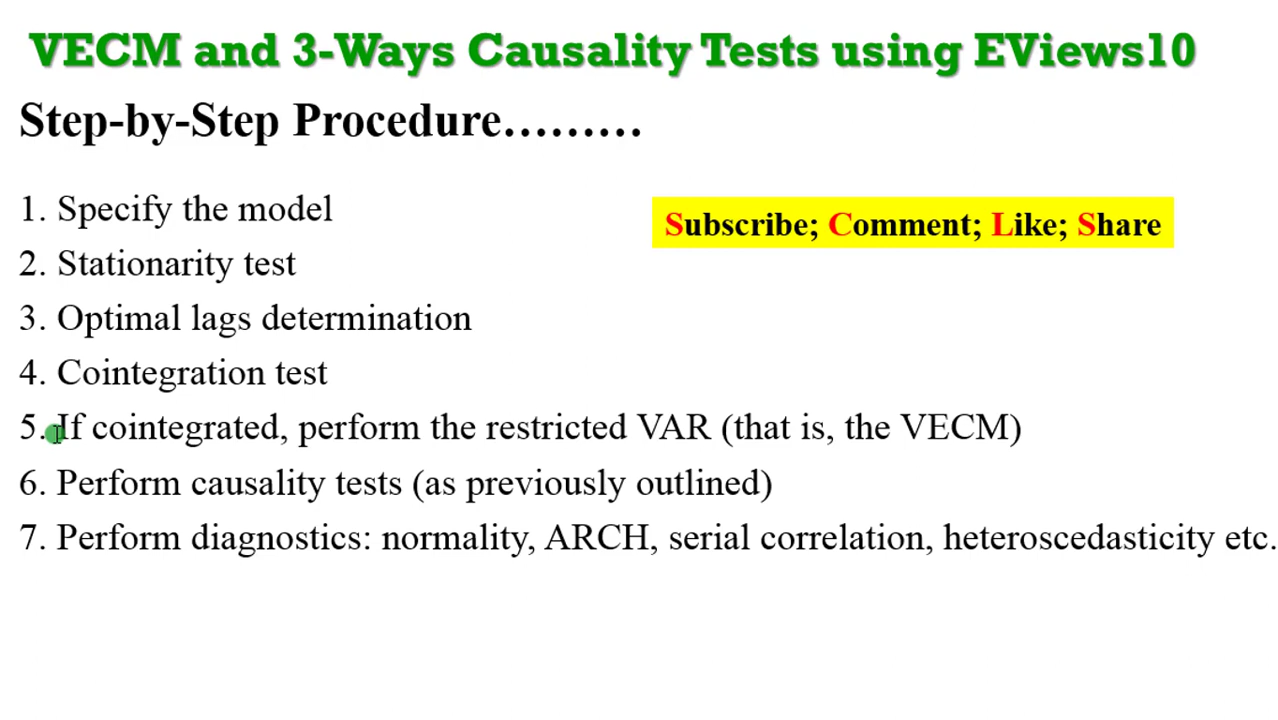 VECM and 3-Ways Causality Tests using EViews10
Step-by-Step Procedure………
1. Specify the model
Subscribe; Comment; Like; Share
2. Stationarity test
3. Optimal lags determination
4. Cointegration test
5. If cointegrated, perform the restricted VAR (that is, the VECM)
6. Perform causality tests (as previously outlined)
7. Perform diagnostics: normality, ARCH, serial correlation, heteroscedasticity etc.